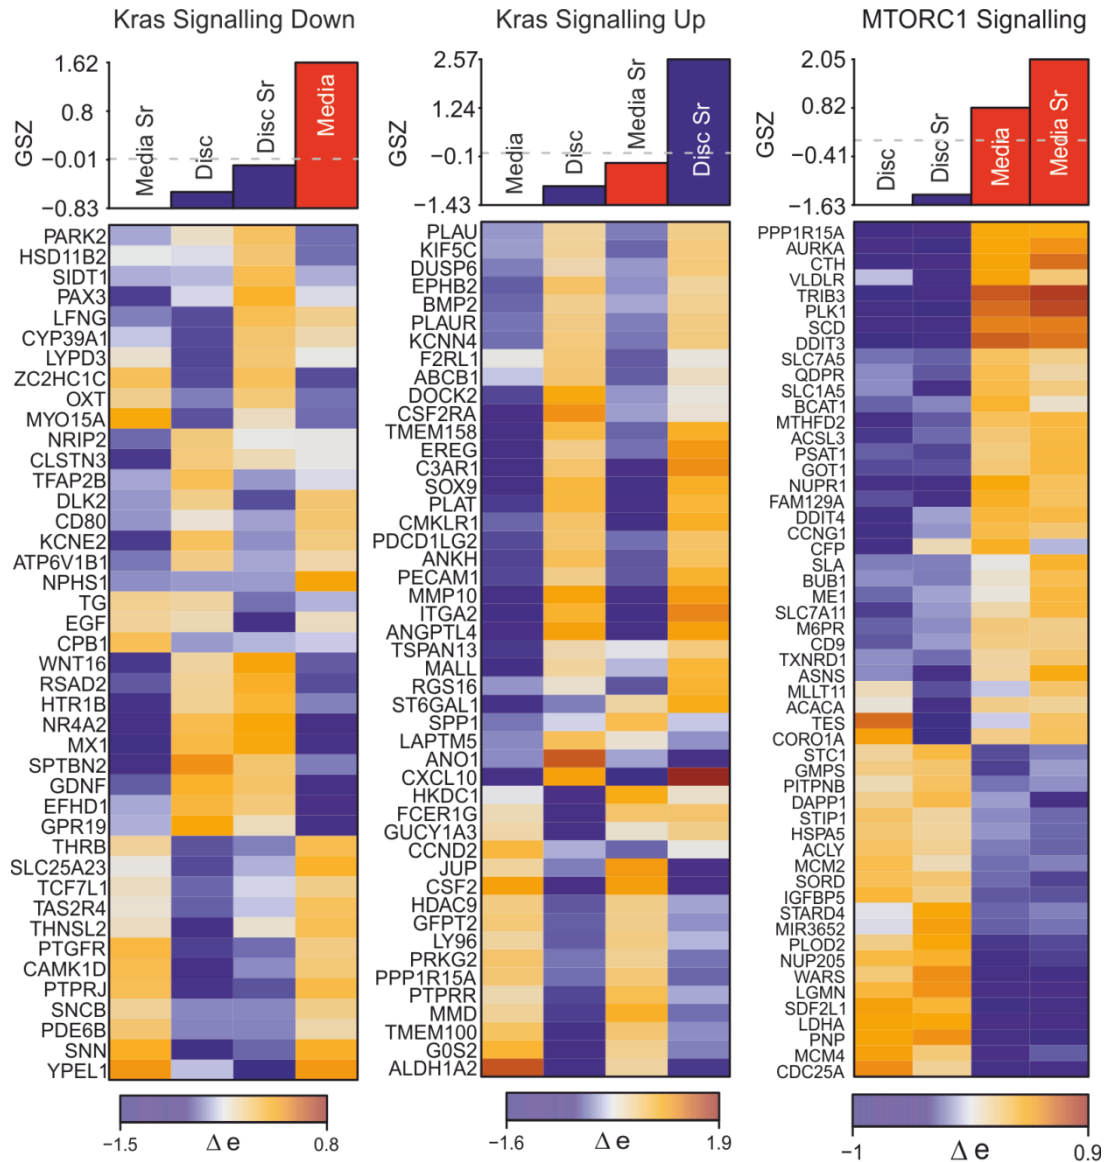 Kras Signalling Down
1.62
0.8
−0.01
−0.83
GSZ
Media Sr
Disc
Disc Sr
Media
PARK2
HSD11B2
SIDT1
PAX3
LFNG
CYP39A1
LYPD3
ZC2HC1C
OXT
MYO15A
NRIP2
CLSTN3
TFAP2B
DLK2
CD80
KCNE2
ATP6V1B1
NPHS1
TG
EGF
CPB1
WNT16
RSAD2
HTR1B
NR4A2
MX1
SPTBN2
GDNF
EFHD1
GPR19
THRB
SLC25A23
TCF7L1
TAS2R4
THNSL2
PTGFR
CAMK1D
PTPRJ
SNCB
PDE6B
SNN
YPEL1
−1.5
Δ e
0.8
Kras Signalling Up
2.57
1.24
−0.1
−1.43
GSZ
Media
Disc
Media Sr
Disc Sr
PLAU
KIF5C
DUSP6
EPHB2
BMP2
PLAUR
KCNN4
F2RL1
ABCB1
DOCK2
CSF2RA
TMEM158
EREG
C3AR1
SOX9
PLAT
CMKLR1
PDCD1LG2
ANKH
PECAM1
MMP10
ITGA2
ANGPTL4
TSPAN13
MALL
RGS16
ST6GAL1
SPP1
LAPTM5
ANO1
CXCL10
HKDC1
FCER1G
GUCY1A3
CCND2
JUP
CSF2
HDAC9
GFPT2
LY96
PRKG2
PPP1R15A
PTPRR
MMD
TMEM100
G0S2
ALDH1A2
−1.6
Δ e
1.9
MTORC1 Signalling
2.05
0.82
−0.41
−1.63
GSZ
Disc
Disc Sr
Media
Media Sr
PPP1R15A
AURKA
CTH
VLDLR
TRIB3
PLK1
SCD
DDIT3
SLC7A5
QDPR
SLC1A5
BCAT1
MTHFD2
ACSL3
PSAT1
GOT1
NUPR1
FAM129A
DDIT4
CCNG1
CFP
SLA
BUB1
ME1
SLC7A11
M6PR
CD9
TXNRD1
ASNS
MLLT11
ACACA
TES
CORO1A
STC1
GMPS
PITPNB
DAPP1
STIP1
HSPA5
ACLY
MCM2
SORD
IGFBP5
STARD4
MIR3652
PLOD2
NUP205
WARS
LGMN
SDF2L1
LDHA
PNP
MCM4
CDC25A
−1
Δ e
0.9